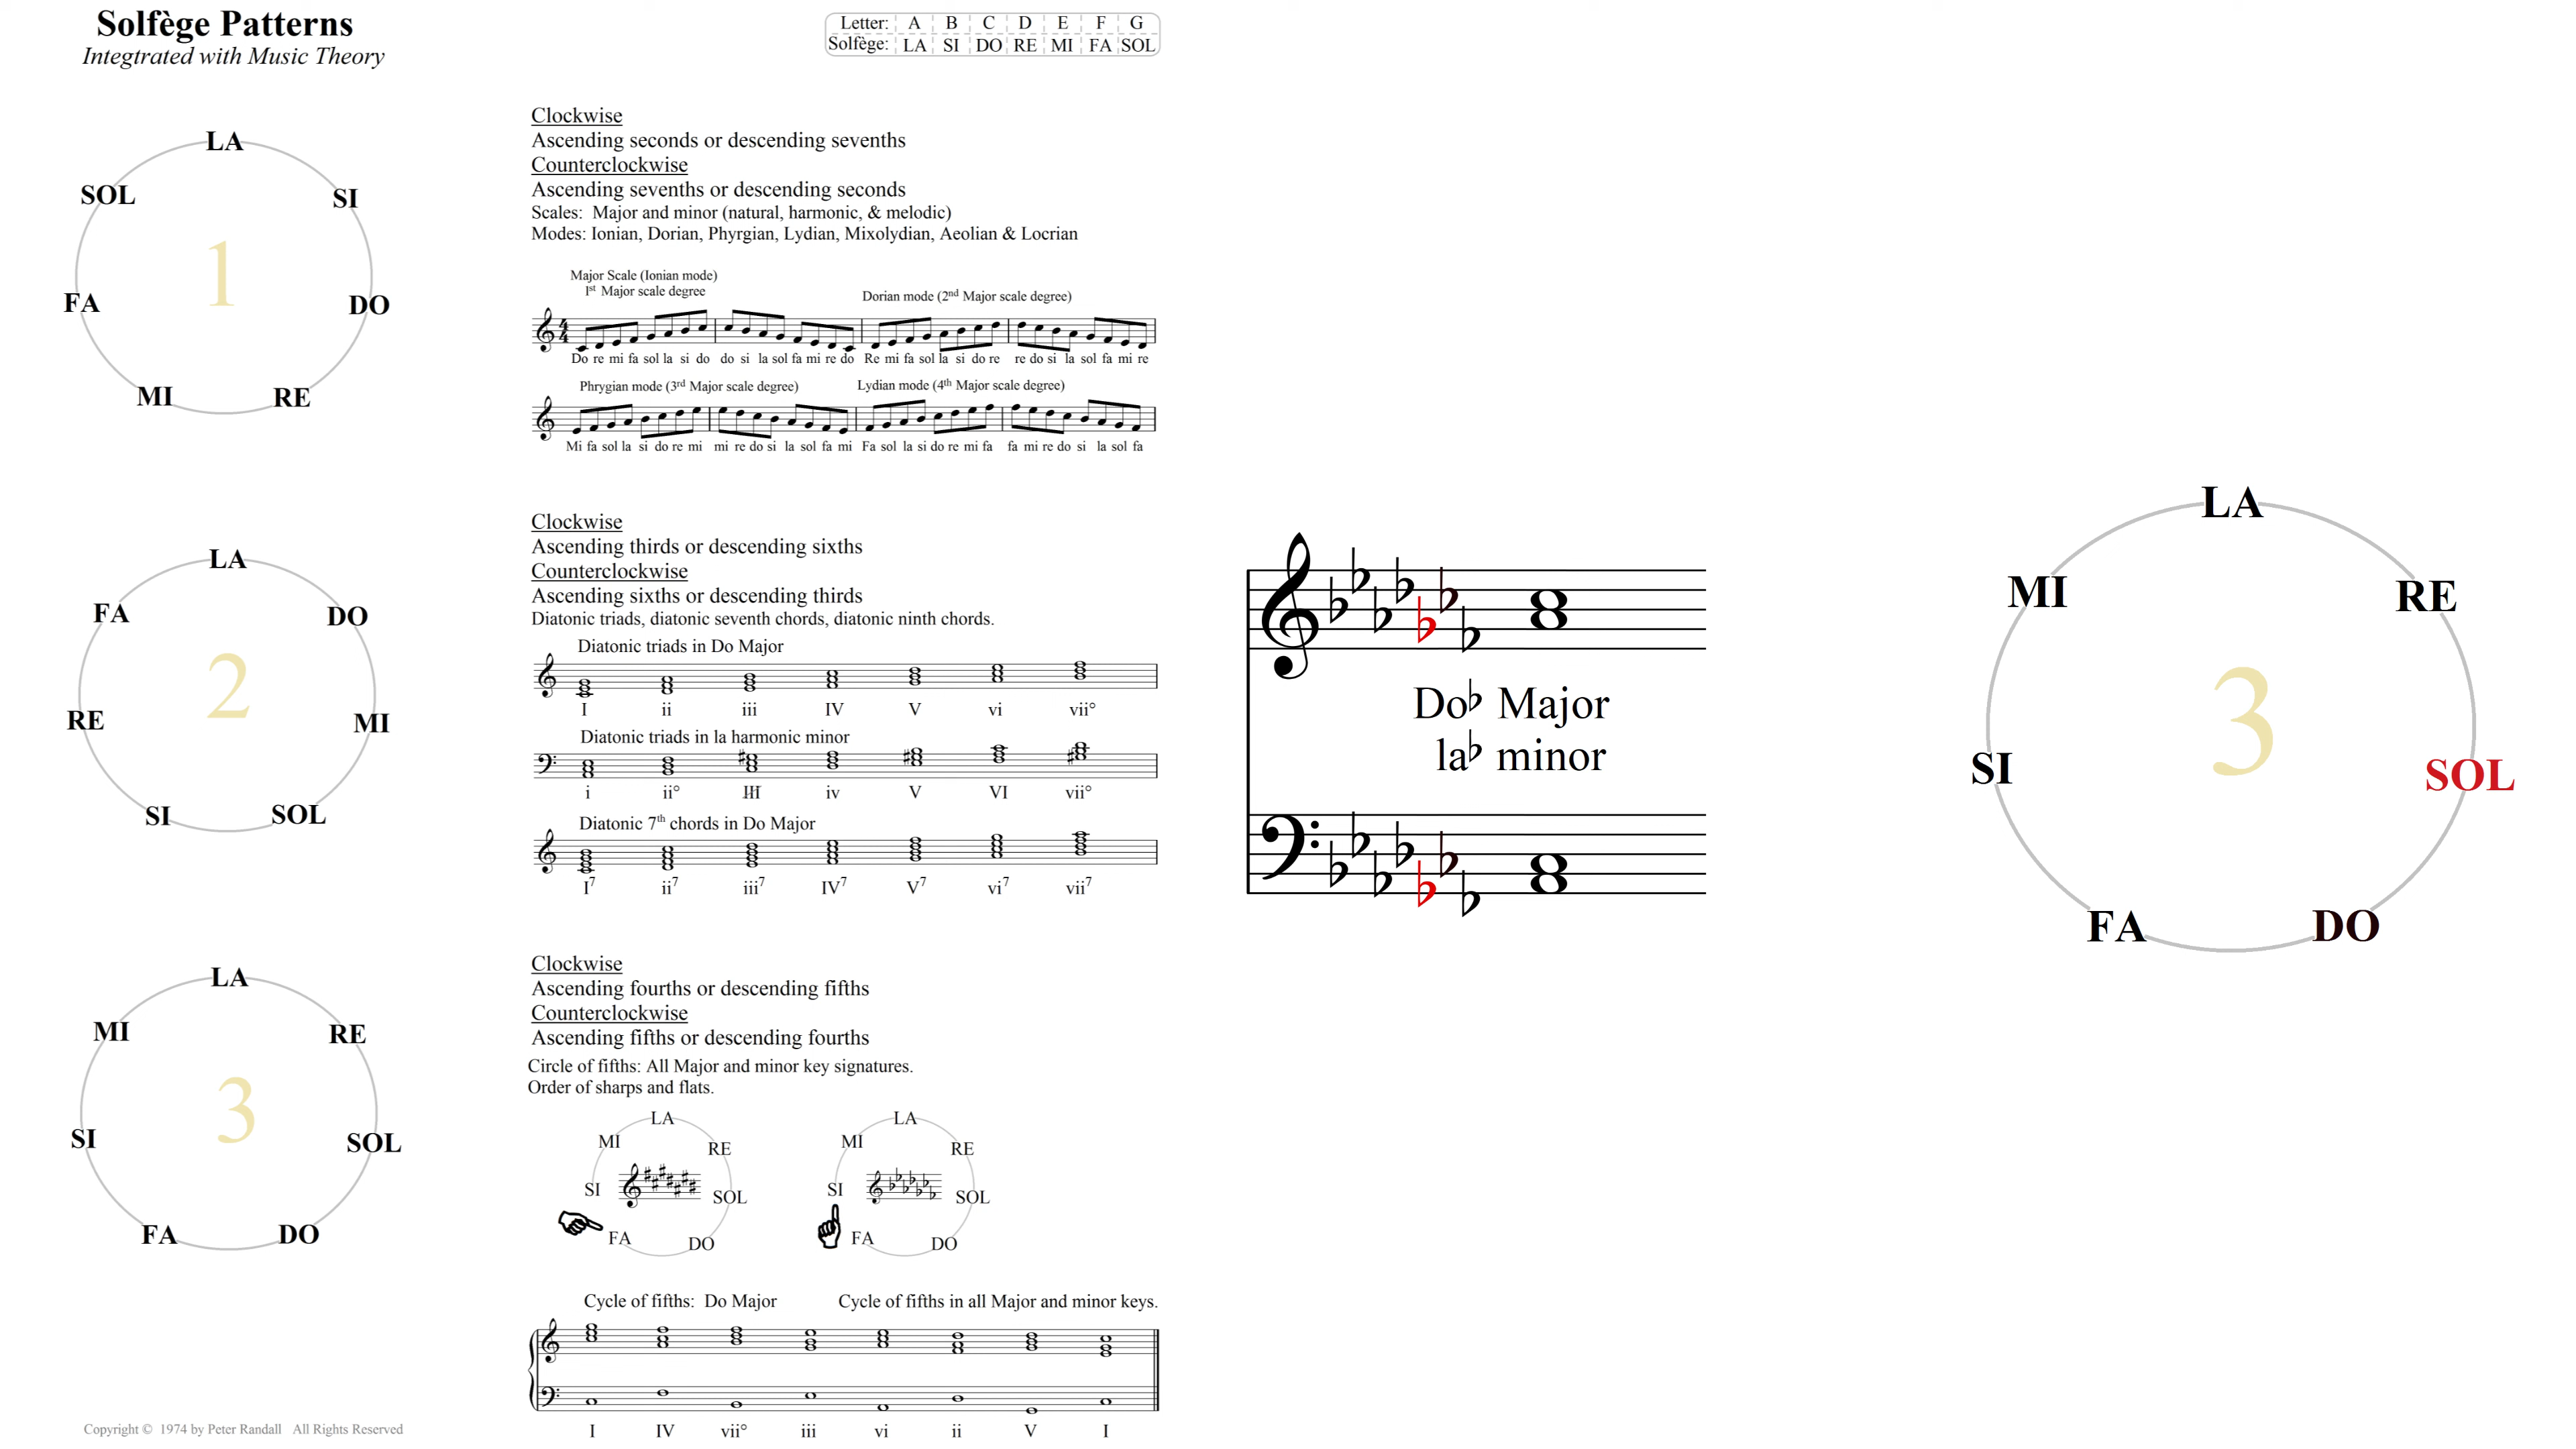 Solfège Patterns
Integtrated with Music Theory
Letter: A B C D E F G
Solfège: LA SI DO RE MI FA SOL
LA
SOL
SI
1
FA
DO
MI
RE
Clockwise
Ascending seconds or descending sevenths
Counterclockwise
Ascending sevenths or descending seconds
Scales: Major and minor (natural, harmonic, & melodic)
Modes: Ionian, Dorian, Phyrgian, Lydian, Mixolydian, Aeolian & Locrian
Major Scale (Ionian mode)
1st Major scale degree
Dorian mode (2nd Major scale degree)
Do re mi fa sol la si do do si la sol fa mi re do Re mi fa sol la si do re re do si la sol fa mi re
Phrygian mode (3rd Major scale degree)
Lydian mode (4th Major scale degree)
Mi fa sol la si do re mi mi re do si la sol fa mi Fa sol la si do re mi fa fa mi re do si la sol fa
LA
FA
DO
2
RE
MI
SI
SOL
Clockwise
Ascending thirds or descending sixths
Counterclockwise
Ascending sixths or descending thirds
Diatonic triads, diatonic seventh chords, diatonic ninth chords.
Diatonic triads in Do Major
I ii iii IV V vi vii°
Diatonic triads in la harmonic minor
i ii° III iv V VI vii°
Diatonic 7th chords in Do Major
I7 ii7 iii7 IV7 V7 vi7 vii7
LA
MI
RE
3
SI
SOL
FA
DO
Clockwise
Ascending fourths or descending fifths
Counterclockwise
Ascending fifths or descending fourths
Circle of fifths: All Major and minor key signatures.
Order of sharps and flats.
LA
MI
RE
SI
SOL
FA
DO
LA
MI
RE
SI
SOL
FA
DO
Cycle of fifths: Do Major
Cycle of fifths in all Major and minor keys.
I IV vii° iii vi ii V I
Copyright © 1974 by Peter Randall All Rights Reserved
Do♭ Major
la♭ minor
LA
MI
RE
3
SI
SOL
FA
DO